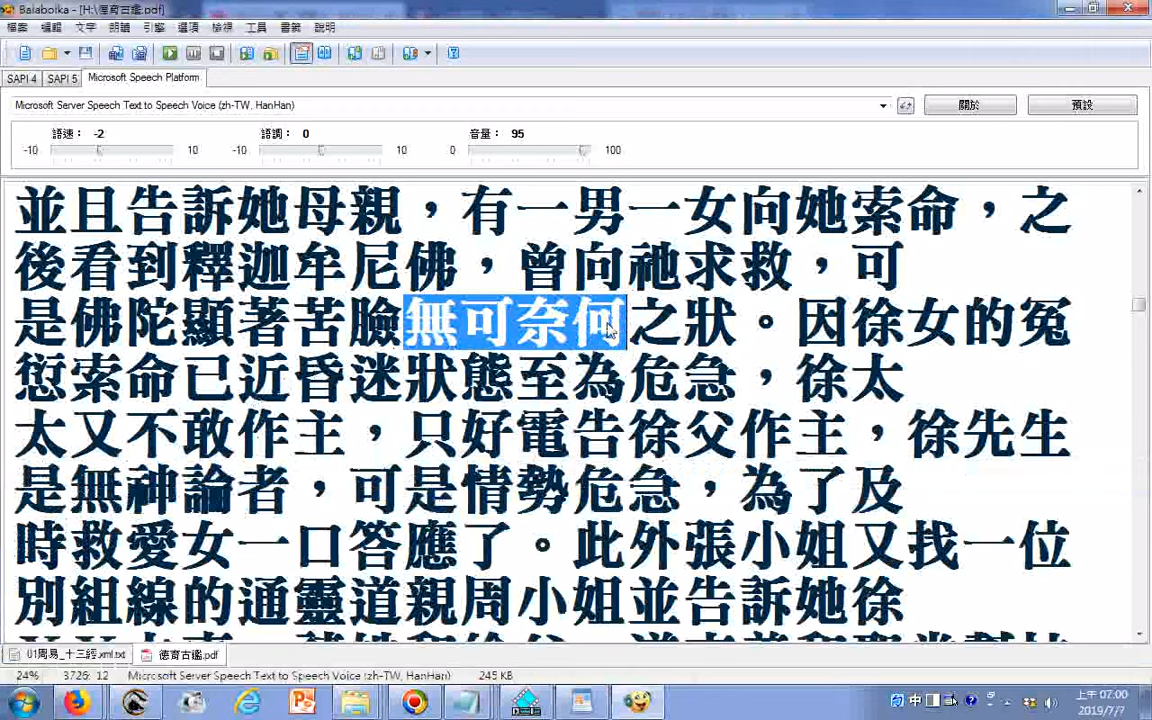 Balabolka - [H:\德育古鑑.pdf]
檔案 編輯 文字 朗讀 引擎 選項 檢視 工具 書籤 說明
SAPI 4 SAPI 5 Microsoft Speech Platform
Microsoft Server Speech Text to Speech Voice (zh-TW, HanHan) 關於 預設
語速： -2 語調： 0 音量： 95
-10 10 -10 10 0 100
並且告訴她母親，有一男一女向她索命，之
後看到釋迦牟尼佛，曾向祂求救，可
是佛陀顯著苦臉無可奈何之狀。因徐女的冤
愆索命已近昏迷狀態至為危急，徐太
太又不敢作主，只好電告徐父作主，徐先生
是無神論者，可是情勢危急，為了及
時救愛女一口答應了。此外張小姐又找一位
別組線的通靈道親周小姐並告訴她徐
01周易_十三經.xml.txt 德育古鑑.pdf
24% 3726: 12 Microsoft Server Speech Text to Speech Voice (zh-TW, HanHan) 245 KB
中 上午 07:00
2019/7/7